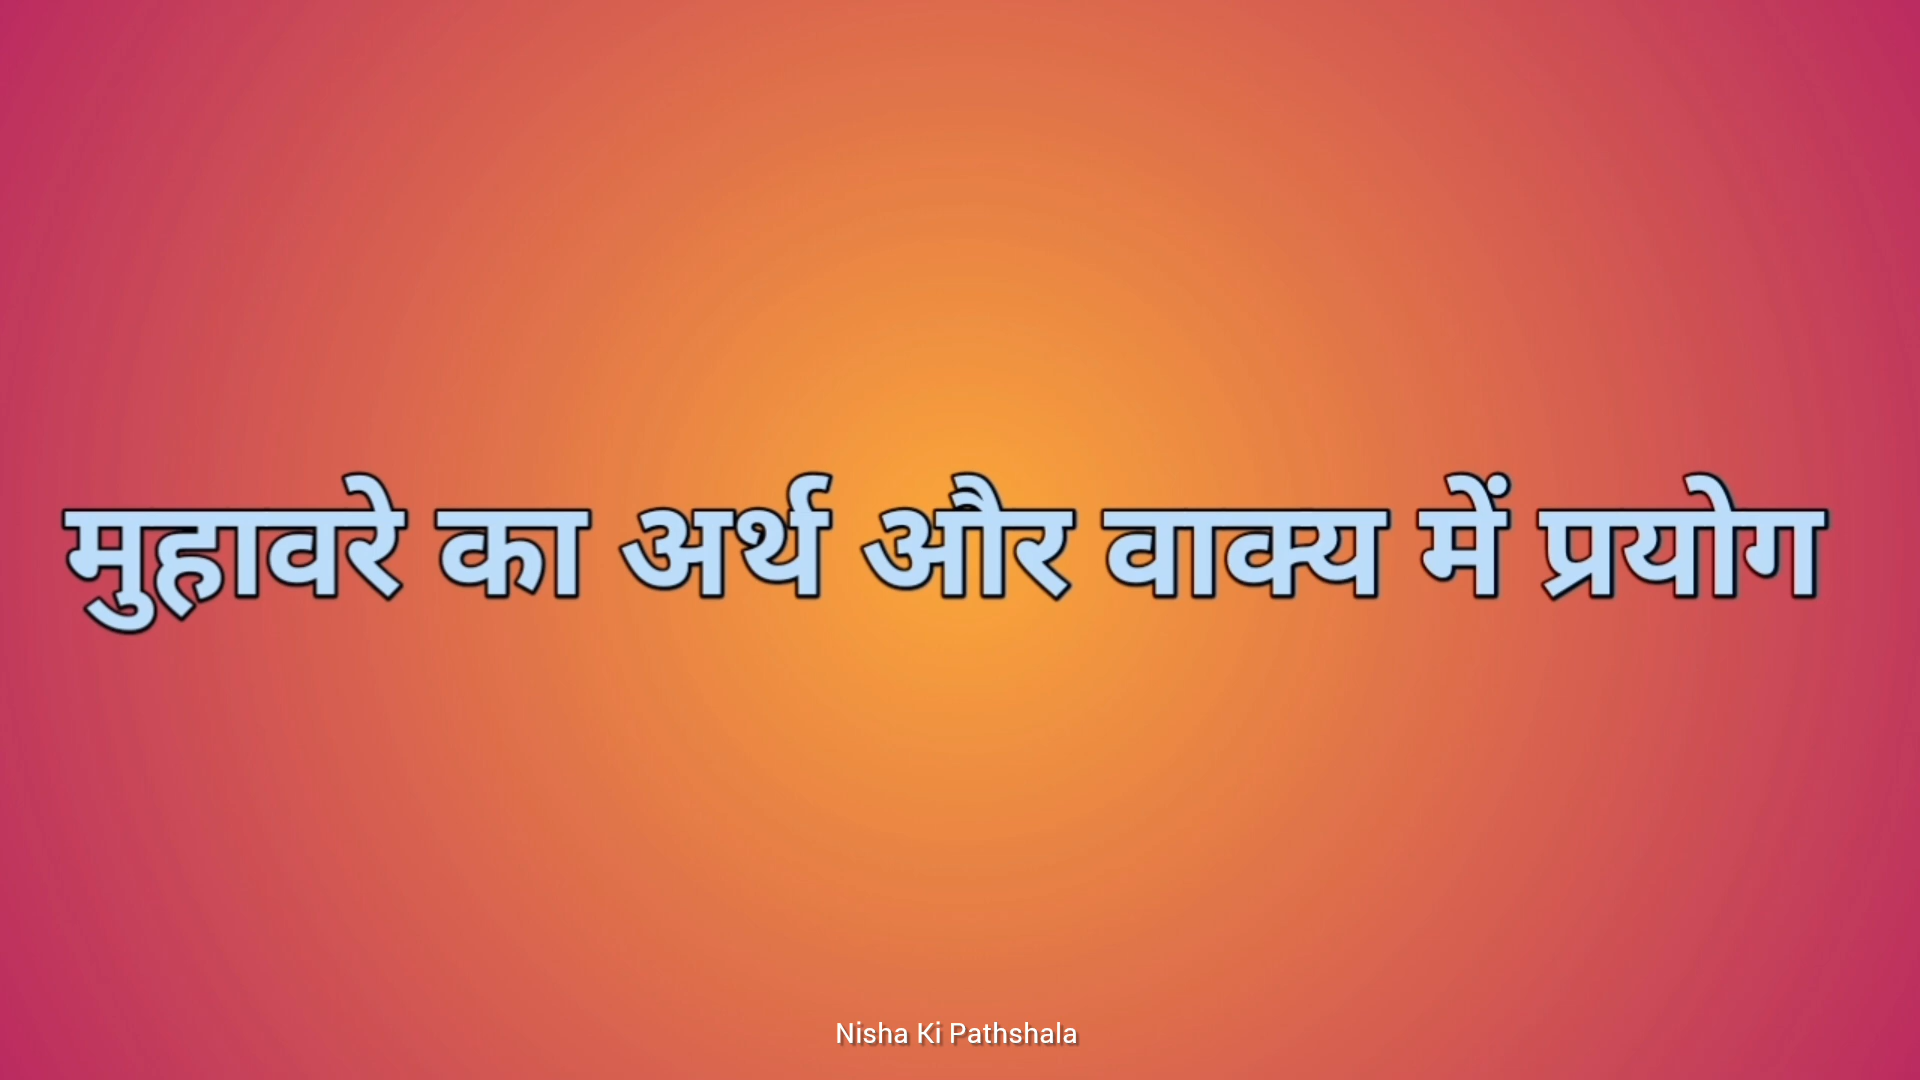 मुहावरे का अर्थ और वाक्य में प्रयोग
Nisha Ki Pathshala